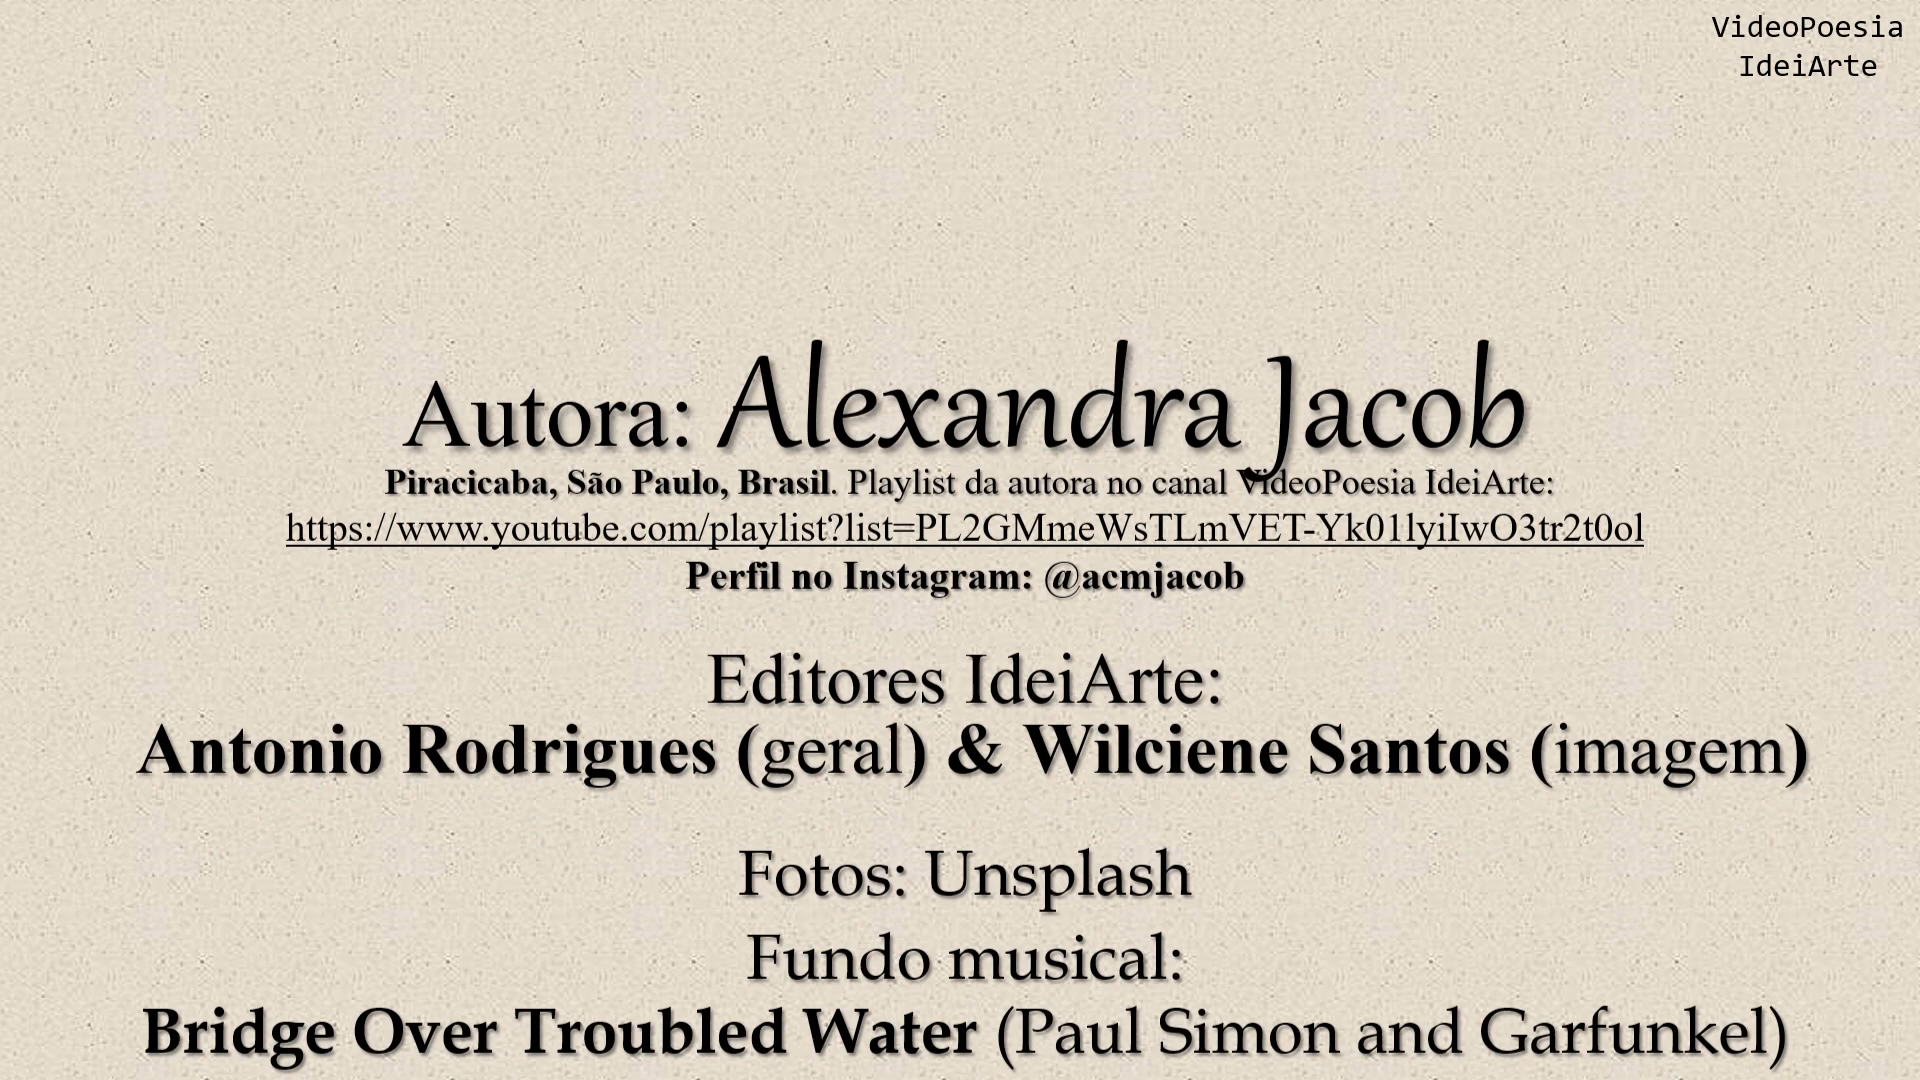 VideoPoesia
IdeiArte
Autora: Alexandra Jacob
Piracicaba, São Paulo, Brasil. Playlist da autora no canal VideoPoesia IdeiArte:
https://www.youtube.com/playlist?list=PL2GMmeWsTLmVET-Yk01lyiIwO3tr2t0ol
Perfil no Instagram: @acmjacob
Editores IdeiArte:
Antonio Rodrigues (geral) & Wilciene Santos (imagem)
Fotos: Unsplash
Fundo musical:
Bridge Over Troubled Water (Paul Simon and Garfunkel)